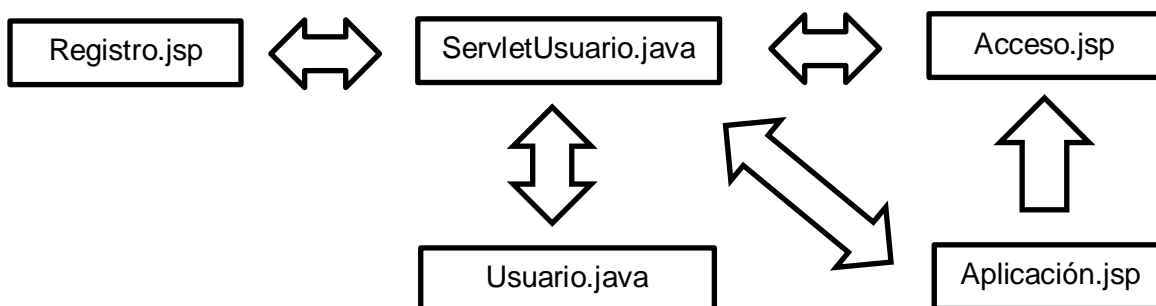 Registro.jsp
ServletUsuario.java
Acceso.jsp
Usuario.java
Aplicación.jsp